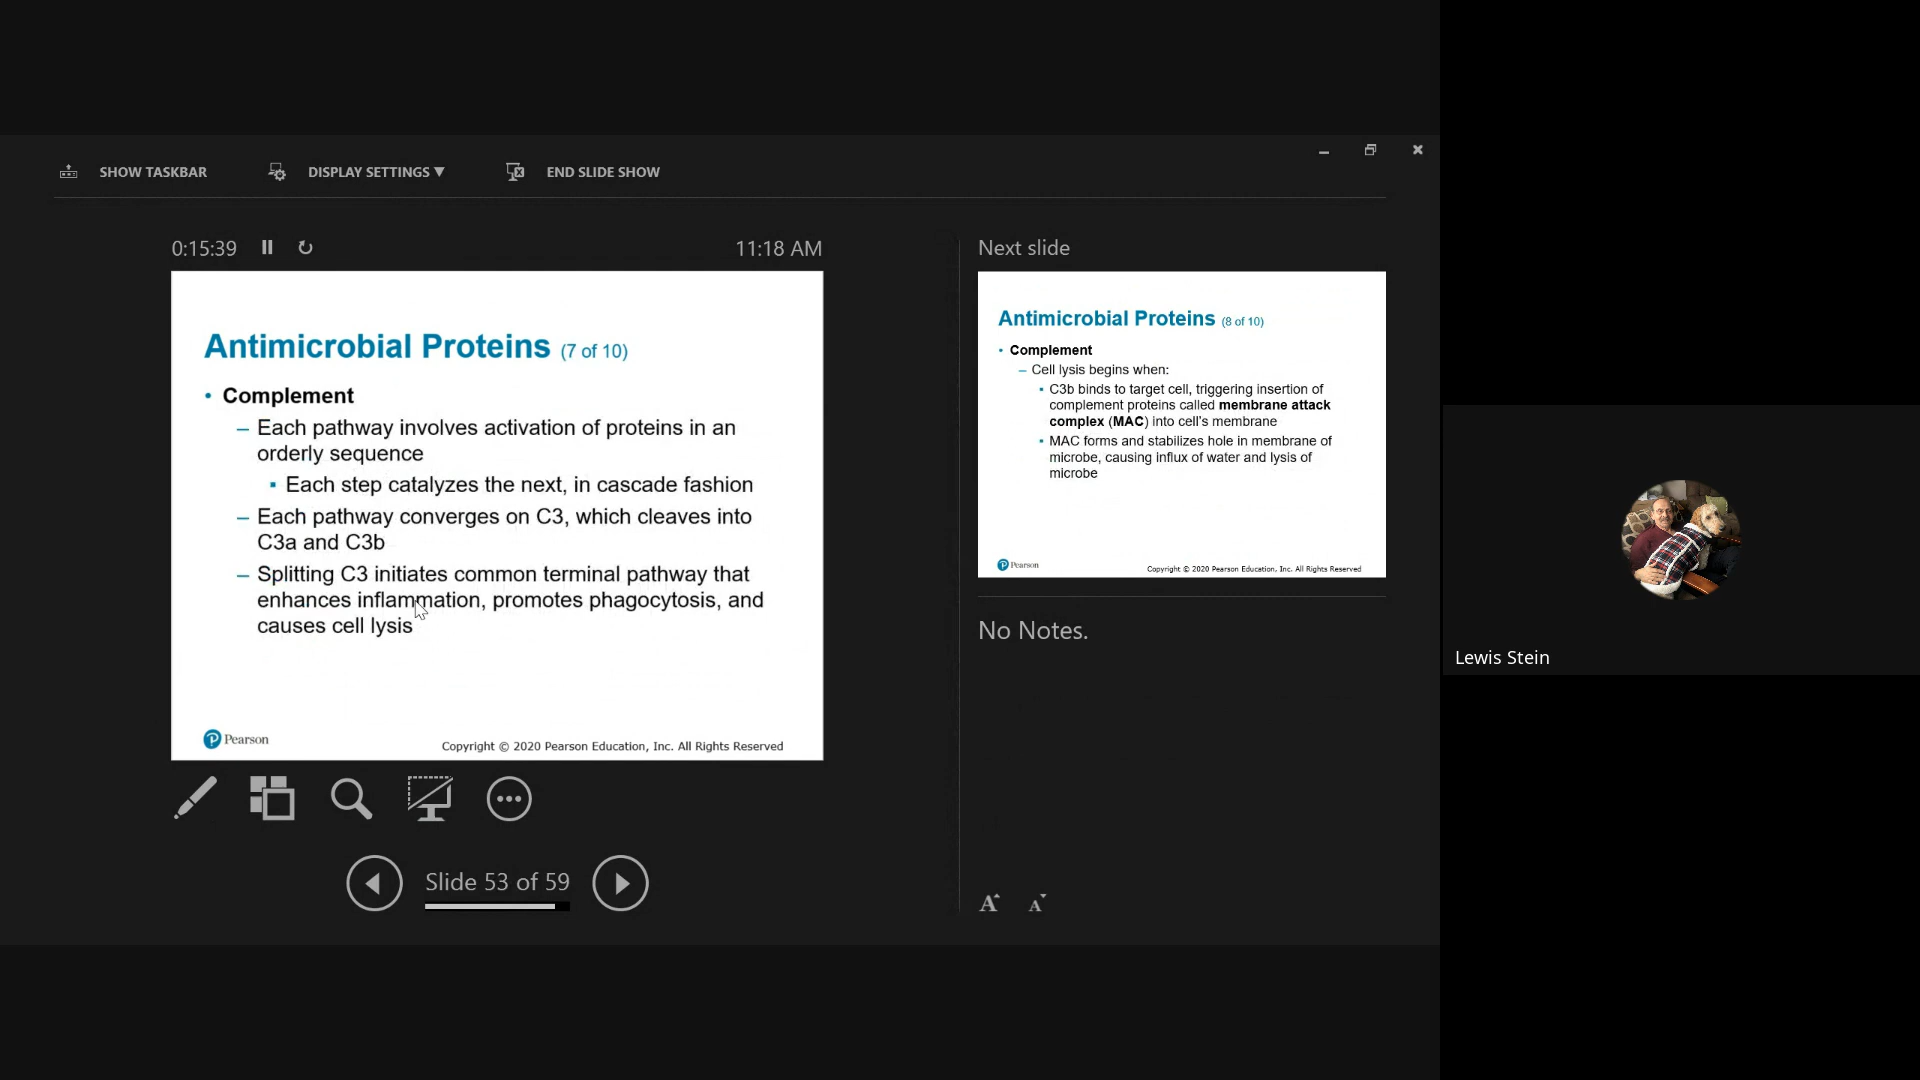 SHOW TASKBAR
DISPLAY SETTINGS ▼
END SLIDE SHOW
0:15:39
11:18 AM
Antimicrobial Proteins (7 of 10)
• Complement
– Each pathway involves activation of proteins in an
orderly sequence
▪ Each step catalyzes the next, in cascade fashion
– Each pathway converges on C3, which cleaves into
C3a and C3b
– Splitting C3 initiates common terminal pathway that
enhances inflammation, promotes phagocytosis, and
causes cell lysis
Pearson
Copyright © 2020 Pearson Education, Inc. All Rights Reserved
Slide 53 of 59
Next slide
Antimicrobial Proteins (8 of 10)
• Complement
– Cell lysis begins when:
▪ C3b binds to target cell, triggering insertion of
complement proteins called membrane attack
complex (MAC) into cell's membrane
▪ MAC forms and stabilizes hole in membrane of
microbe, causing influx of water and lysis of
microbe
Pearson
Copyright © 2020 Pearson Education, Inc. All Rights Reserved
No Notes.
A A
Lewis Stein